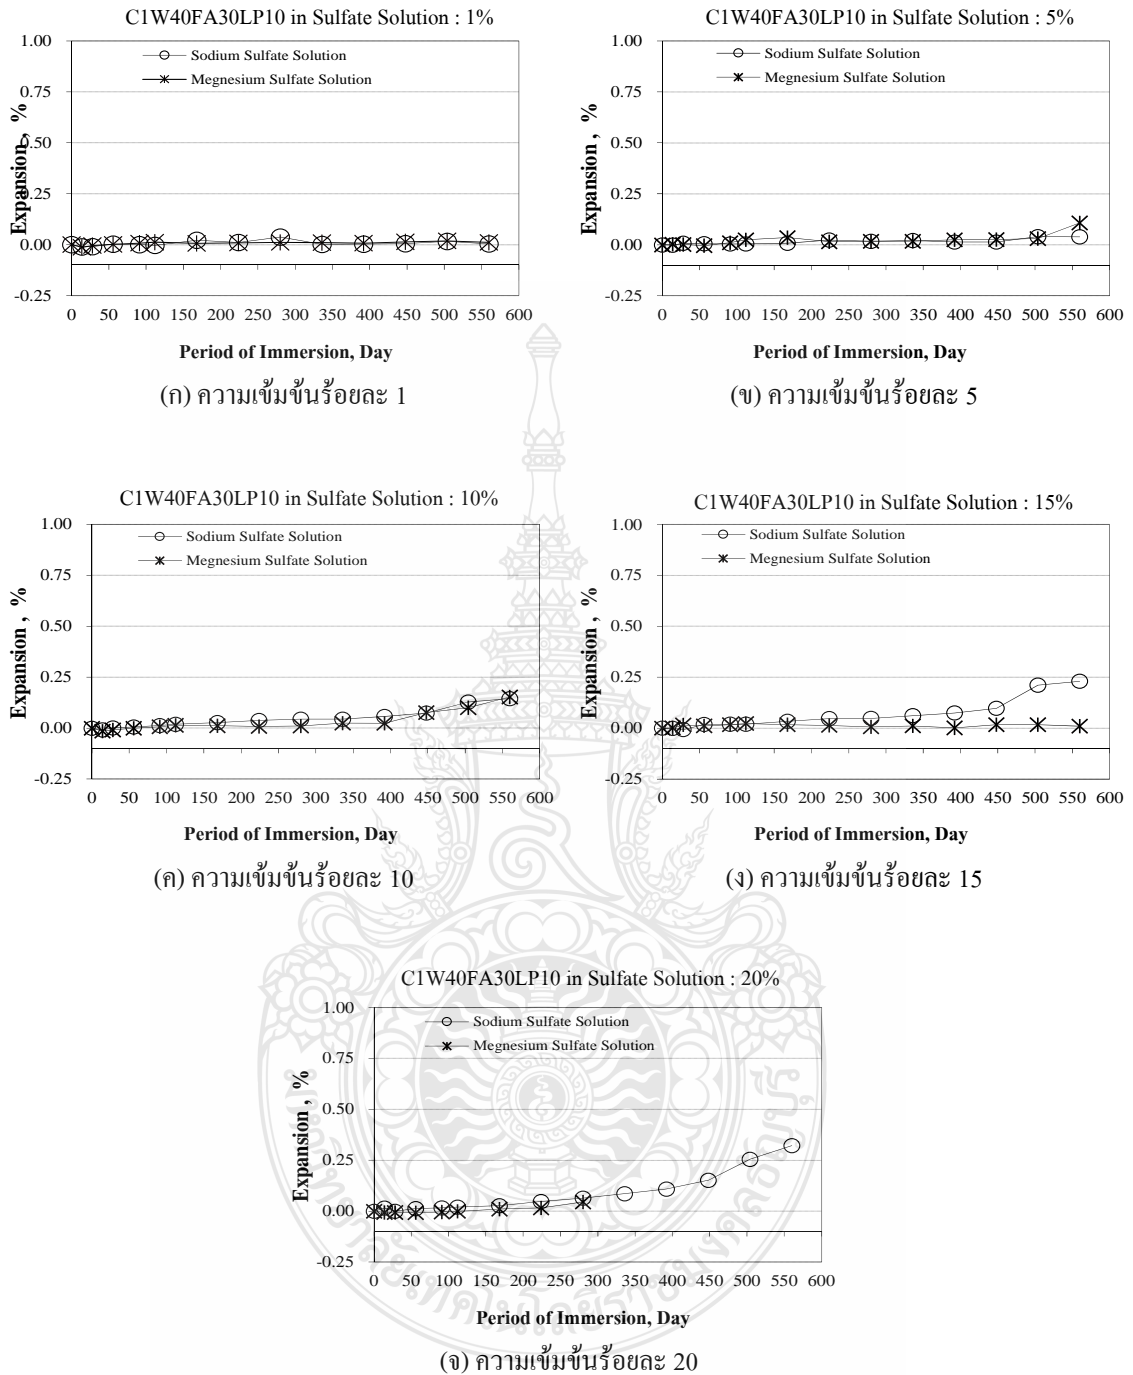 C1W40FA30LP10 in Sulfate Solution : 1%
Sodium Sulfate Solution
Megnesium Sulfate Solution
Expansion , %
1.00
0.75
0.50
0.25
0.00
-0.25
0 50 100 150 200 250 300 350 400 450 500 550 600
Period of Immersion, Day
(ก) ความเข้มข้นร้อยละ 1
C1W40FA30LP10 in Sulfate Solution : 5%
Sodium Sulfate Solution
Megnesium Sulfate Solution
Expansion , %
1.00
0.75
0.50
0.25
0.00
-0.25
0 50 100 150 200 250 300 350 400 450 500 550 600
Period of Immersion, Day
(ข) ความเข้มข้นร้อยละ 5
C1W40FA30LP10 in Sulfate Solution : 10%
Sodium Sulfate Solution
Megnesium Sulfate Solution
Expansion , %
1.00
0.75
0.50
0.25
0.00
-0.25
0 50 100 150 200 250 300 350 400 450 500 550 600
Period of Immersion, Day
(ค) ความเข้มข้นร้อยละ 10
C1W40FA30LP10 in Sulfate Solution : 15%
Sodium Sulfate Solution
Megnesium Sulfate Solution
Expansion , %
1.00
0.75
0.50
0.25
0.00
-0.25
0 50 100 150 200 250 300 350 400 450 500 550 600
Period of Immersion, Day
(ง) ความเข้มข้นร้อยละ 15
C1W40FA30LP10 in Sulfate Solution : 20%
Sodium Sulfate Solution
Megnesium Sulfate Solution
Expansion , %
1.00
0.75
0.50
0.25
0.00
-0.25
0 50 100 150 200 250 300 350 400 450 500 550 600
Period of Immersion, Day
(จ) ความเข้มข้นร้อยละ 20